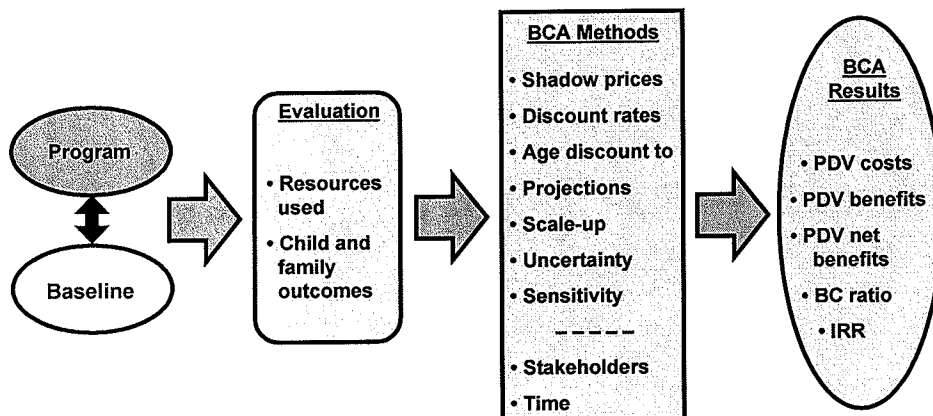 Program
Baseline
Evaluation
• Resources
used
• Child and
family
outcomes
BCA Methods
• Shadow prices
• Discount rates
• Age discount to
• Projections
• Scale-up
• Uncertainty
• Sensitivity
– – – – –
• Stakeholders
• Time
BCA
Results
• PDV costs
• PDV benefits
• PDV net
benefits
• BC ratio
• IRR